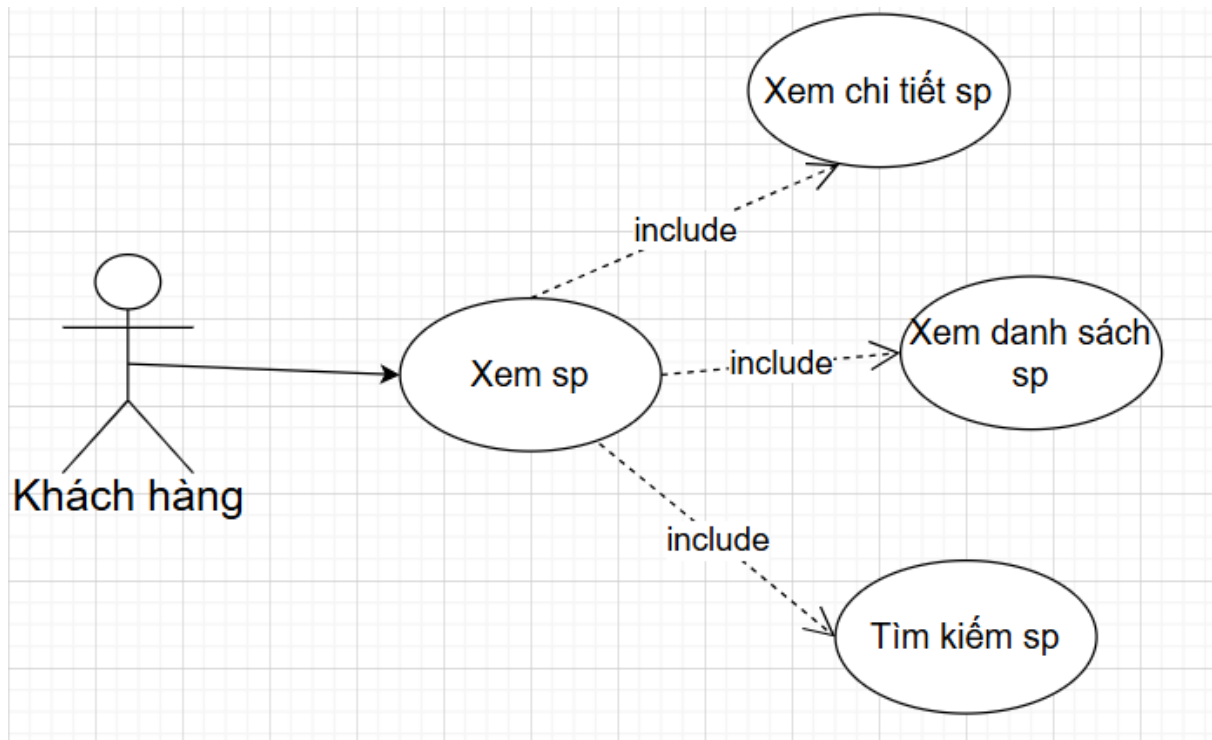 Xem chi tiết sp
include
Xem danh sách
sp
include
Xem sp
Khách hàng
include
Tìm kiếm sp